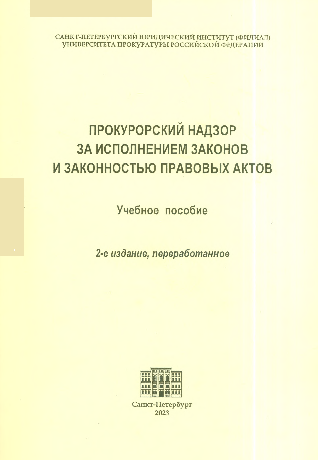 САНКТ-ПЕТЕРБУРГСКИЙ ЮРИДИЧЕСКИЙ ИНСТИТУТ (ФИЛИАЛ)
УНИВЕРСИТЕТА ПРОКУРАТУРЫ РОССИЙСКОЙ ФЕДЕРАЦИИ
ПРОКУРОРСКИЙ НАДЗОР
ЗА ИСПОЛНЕНИЕМ ЗАКОНОВ
И ЗАКОННОСТЬЮ ПРАВОВЫХ АКТОВ
Учебное пособие
2-е издание, переработанное
Санкт-Петербург
2023